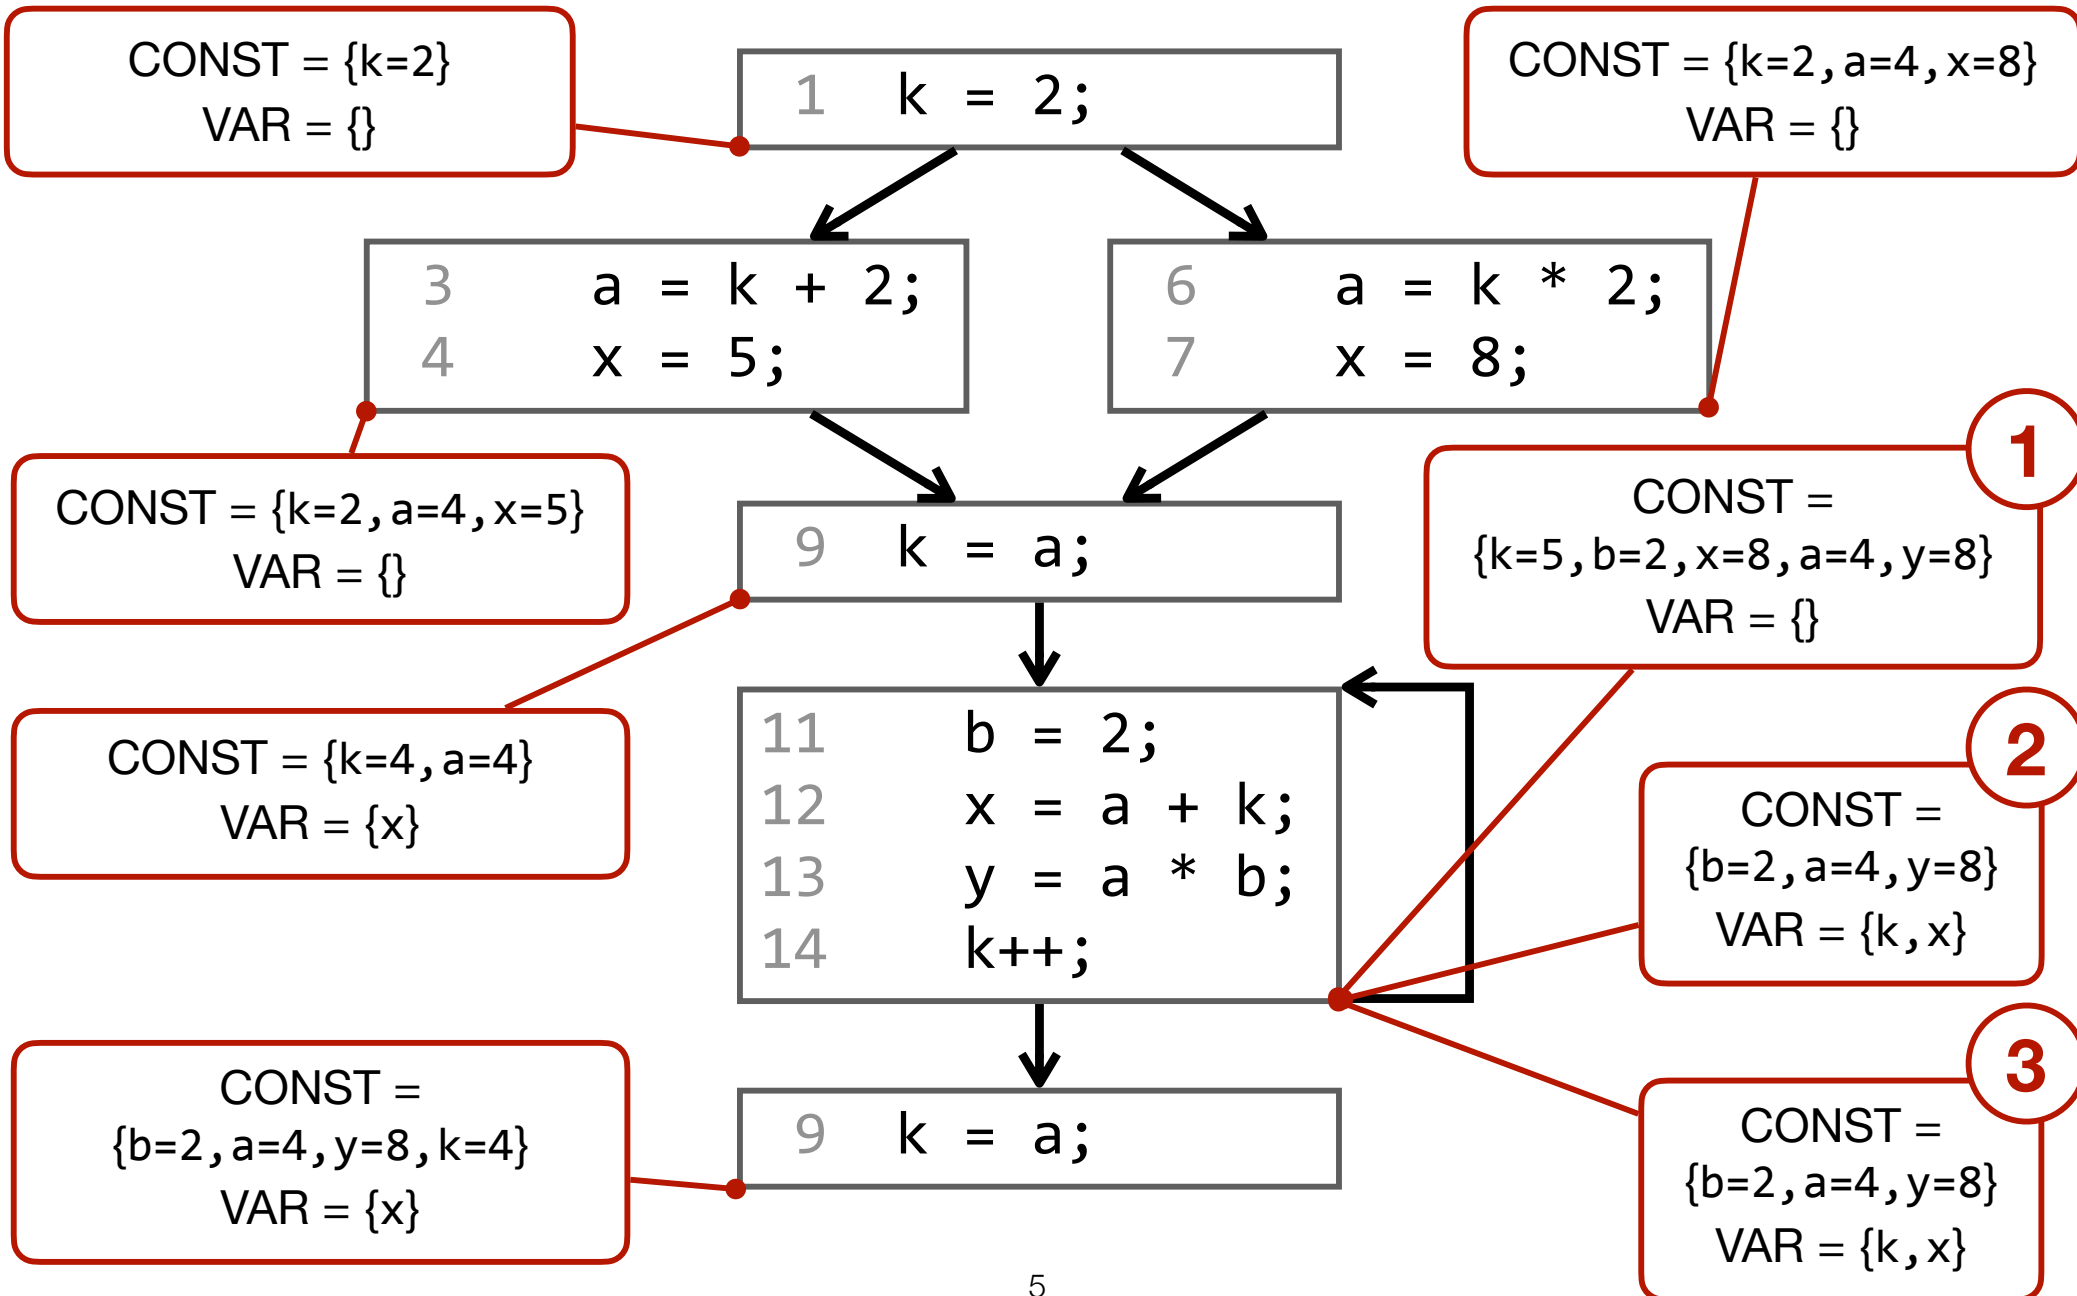 CONST = {k=2}
VAR = {}
1 k = 2;
CONST = {k=2,a=4,x=8}
VAR = {}
3 a = k + 2;
4 x = 5;
6 a = k * 2;
7 x = 8;
CONST = {k=2,a=4,x=5}
VAR = {}
9 k = a;
1
CONST =
{k=5,b=2,x=8,a=4,y=8}
VAR = {}
CONST = {k=4,a=4}
VAR = {x}
11 b = 2;
12 x = a + k;
13 y = a * b;
14 k++;
2
CONST =
{b=2,a=4,y=8}
VAR = {k,x}
CONST =
{b=2,a=4,y=8,k=4}
VAR = {x}
9 k = a;
3
CONST =
{b=2,a=4,y=8}
VAR = {k,x}
5